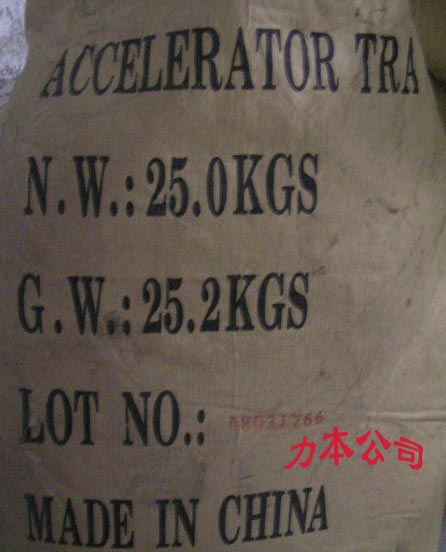 ACCELERATOR TRA
N.W.:25.0KGS
G.W.:25.2KGS
LOT NO.:
力本公司
MADE IN CHINA